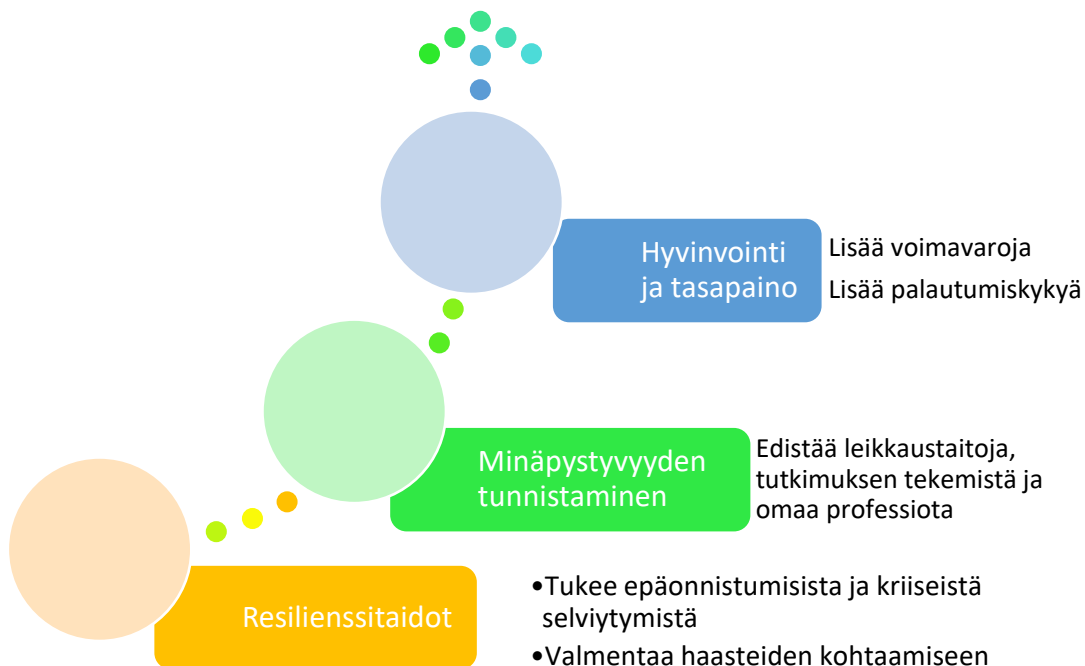 Hyvinvointi
ja tasapaino
Lisää voimavaroja
Lisää palautumiskykyä
Minäpystyvyyden
tunnistaminen
Edistää leikkaustaitoja,
tutkimuksen tekemistä ja
omaa professiota
Resilienssitaidot
•Tukee epäonnistumisista ja kriiseistä
selviytymistä
•Valmentaa haasteiden kohtaamiseen